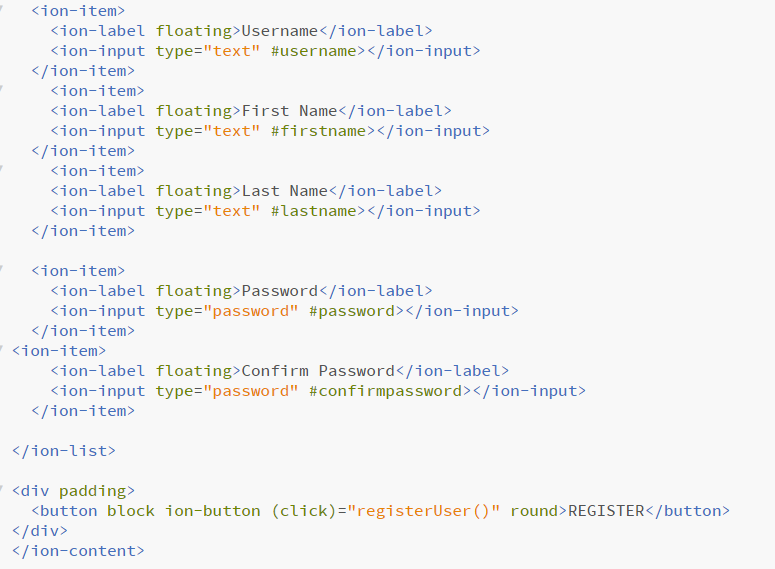 <ion-item>
<ion-label floating>Username</ion-label>
<ion-input type="text" #username></ion-input>
</ion-item>
<ion-item>
<ion-label floating>First Name</ion-label>
<ion-input type="text" #firstname></ion-input>
</ion-item>
<ion-item>
<ion-label floating>Last Name</ion-label>
<ion-input type="text" #lastname></ion-input>
</ion-item>
<ion-item>
<ion-label floating>Password</ion-label>
<ion-input type="password" #password></ion-input>
</ion-item>
<ion-item>
<ion-label floating>Confirm Password</ion-label>
<ion-input type="password" #confirmpassword></ion-input>
</ion-item>
</ion-list>
<div padding>
<button block ion-button (click)="registerUser()" round>REGISTER</button>
</div>
</ion-content>